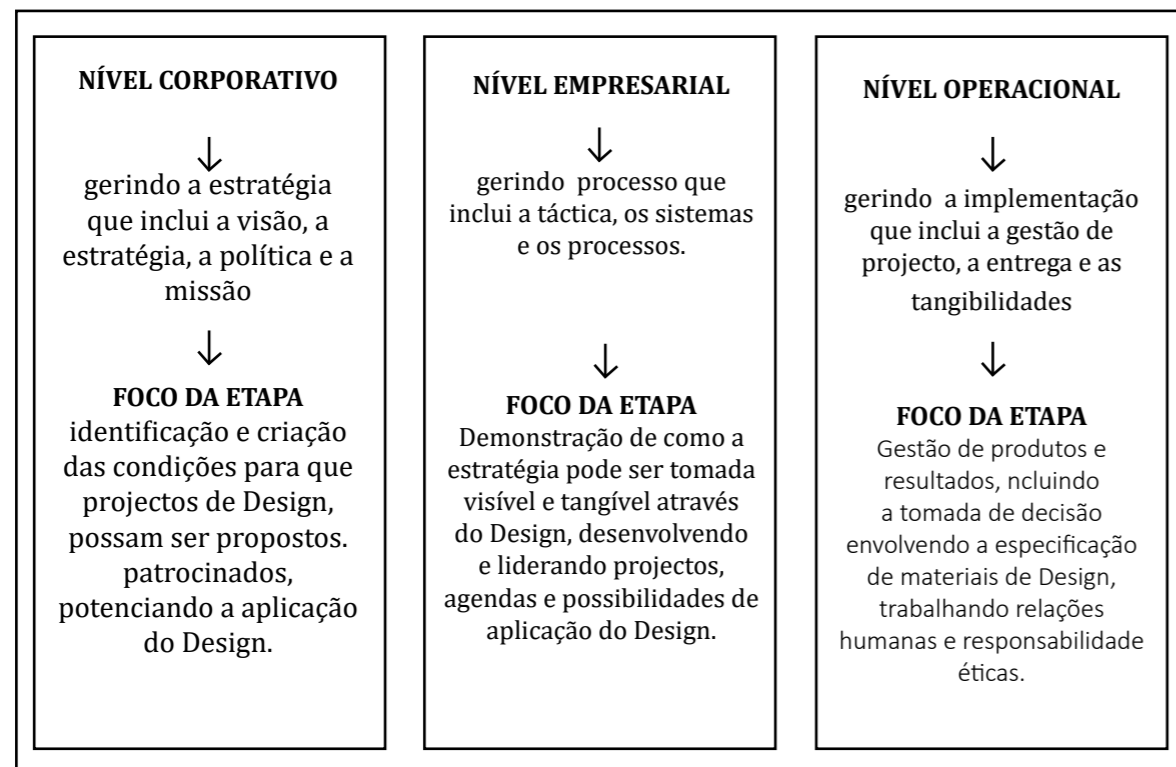 NÍVEL CORPORATIVO
gerindo a estratégia
que inclui a visão, a
estratégia, a política e a
missão
FOCO DA ETAPA
identificação e criação
das condições para que
projectos de Design,
possam ser propostos.
patrocinados,
potenciando a aplicação
do Design.
NÍVEL EMPRESARIAL
gerindo processo que
inclui a táctica, os sistemas
e os processos.
FOCO DA ETAPA
Demonstração de como a
estratégia pode ser tomada
visível e tangível através
do Design, desenvolvendo
e liderando projectos,
agendas e possibilidades de
aplicação do Design.
NÍVEL OPERACIONAL
gerindo a implementação
que inclui a gestão de
projecto, a entrega e as
tangibilidades
FOCO DA ETAPA
Gestão de produtos e
resultados, ncluindo
a tomada de decisão
envolvendo a especificação
de materiais de Design,
trabalhando relações
humanas e responsabilidade
éticas.